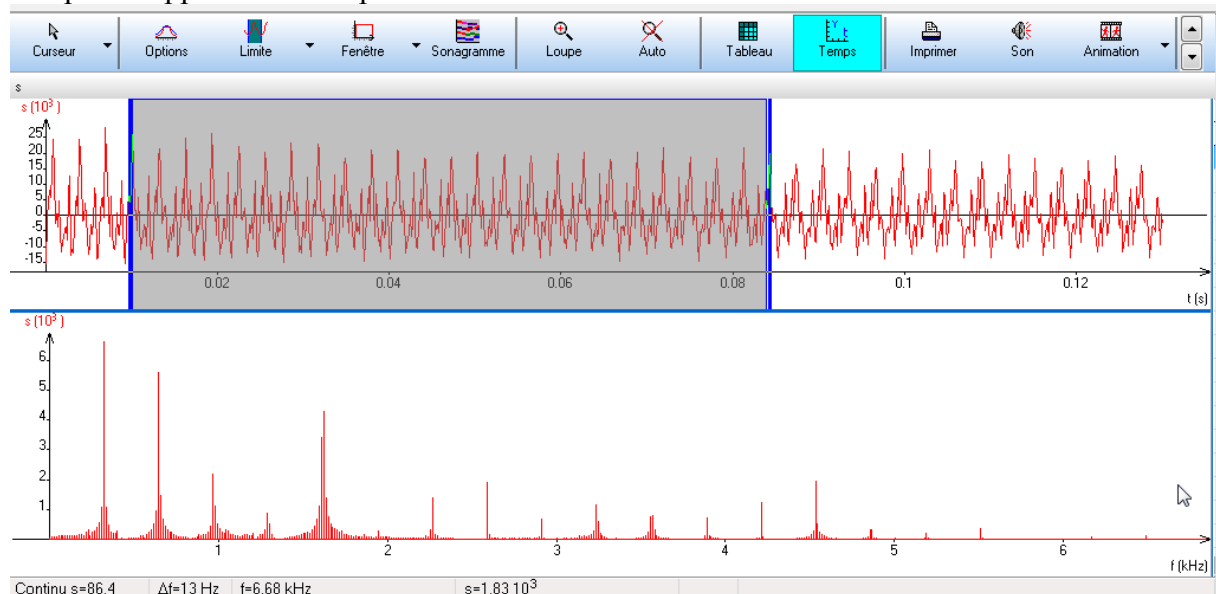 Curseur Options Limite Fenêtre Sonagramme Loupe Auto Tableau Temps Imprimer Son Animation
s
s (10³)
25
20
15
10
5
0
-5
-10
-15
0.02 0.04 0.06 0.08 0.1 0.12
t (s)
s (10³)
6
5
4
3
2
1
1 2 3 4 5 6
f (kHz)
Continu s=86.4 Δf=13 Hz f=6.68 kHz s=1.83 10³